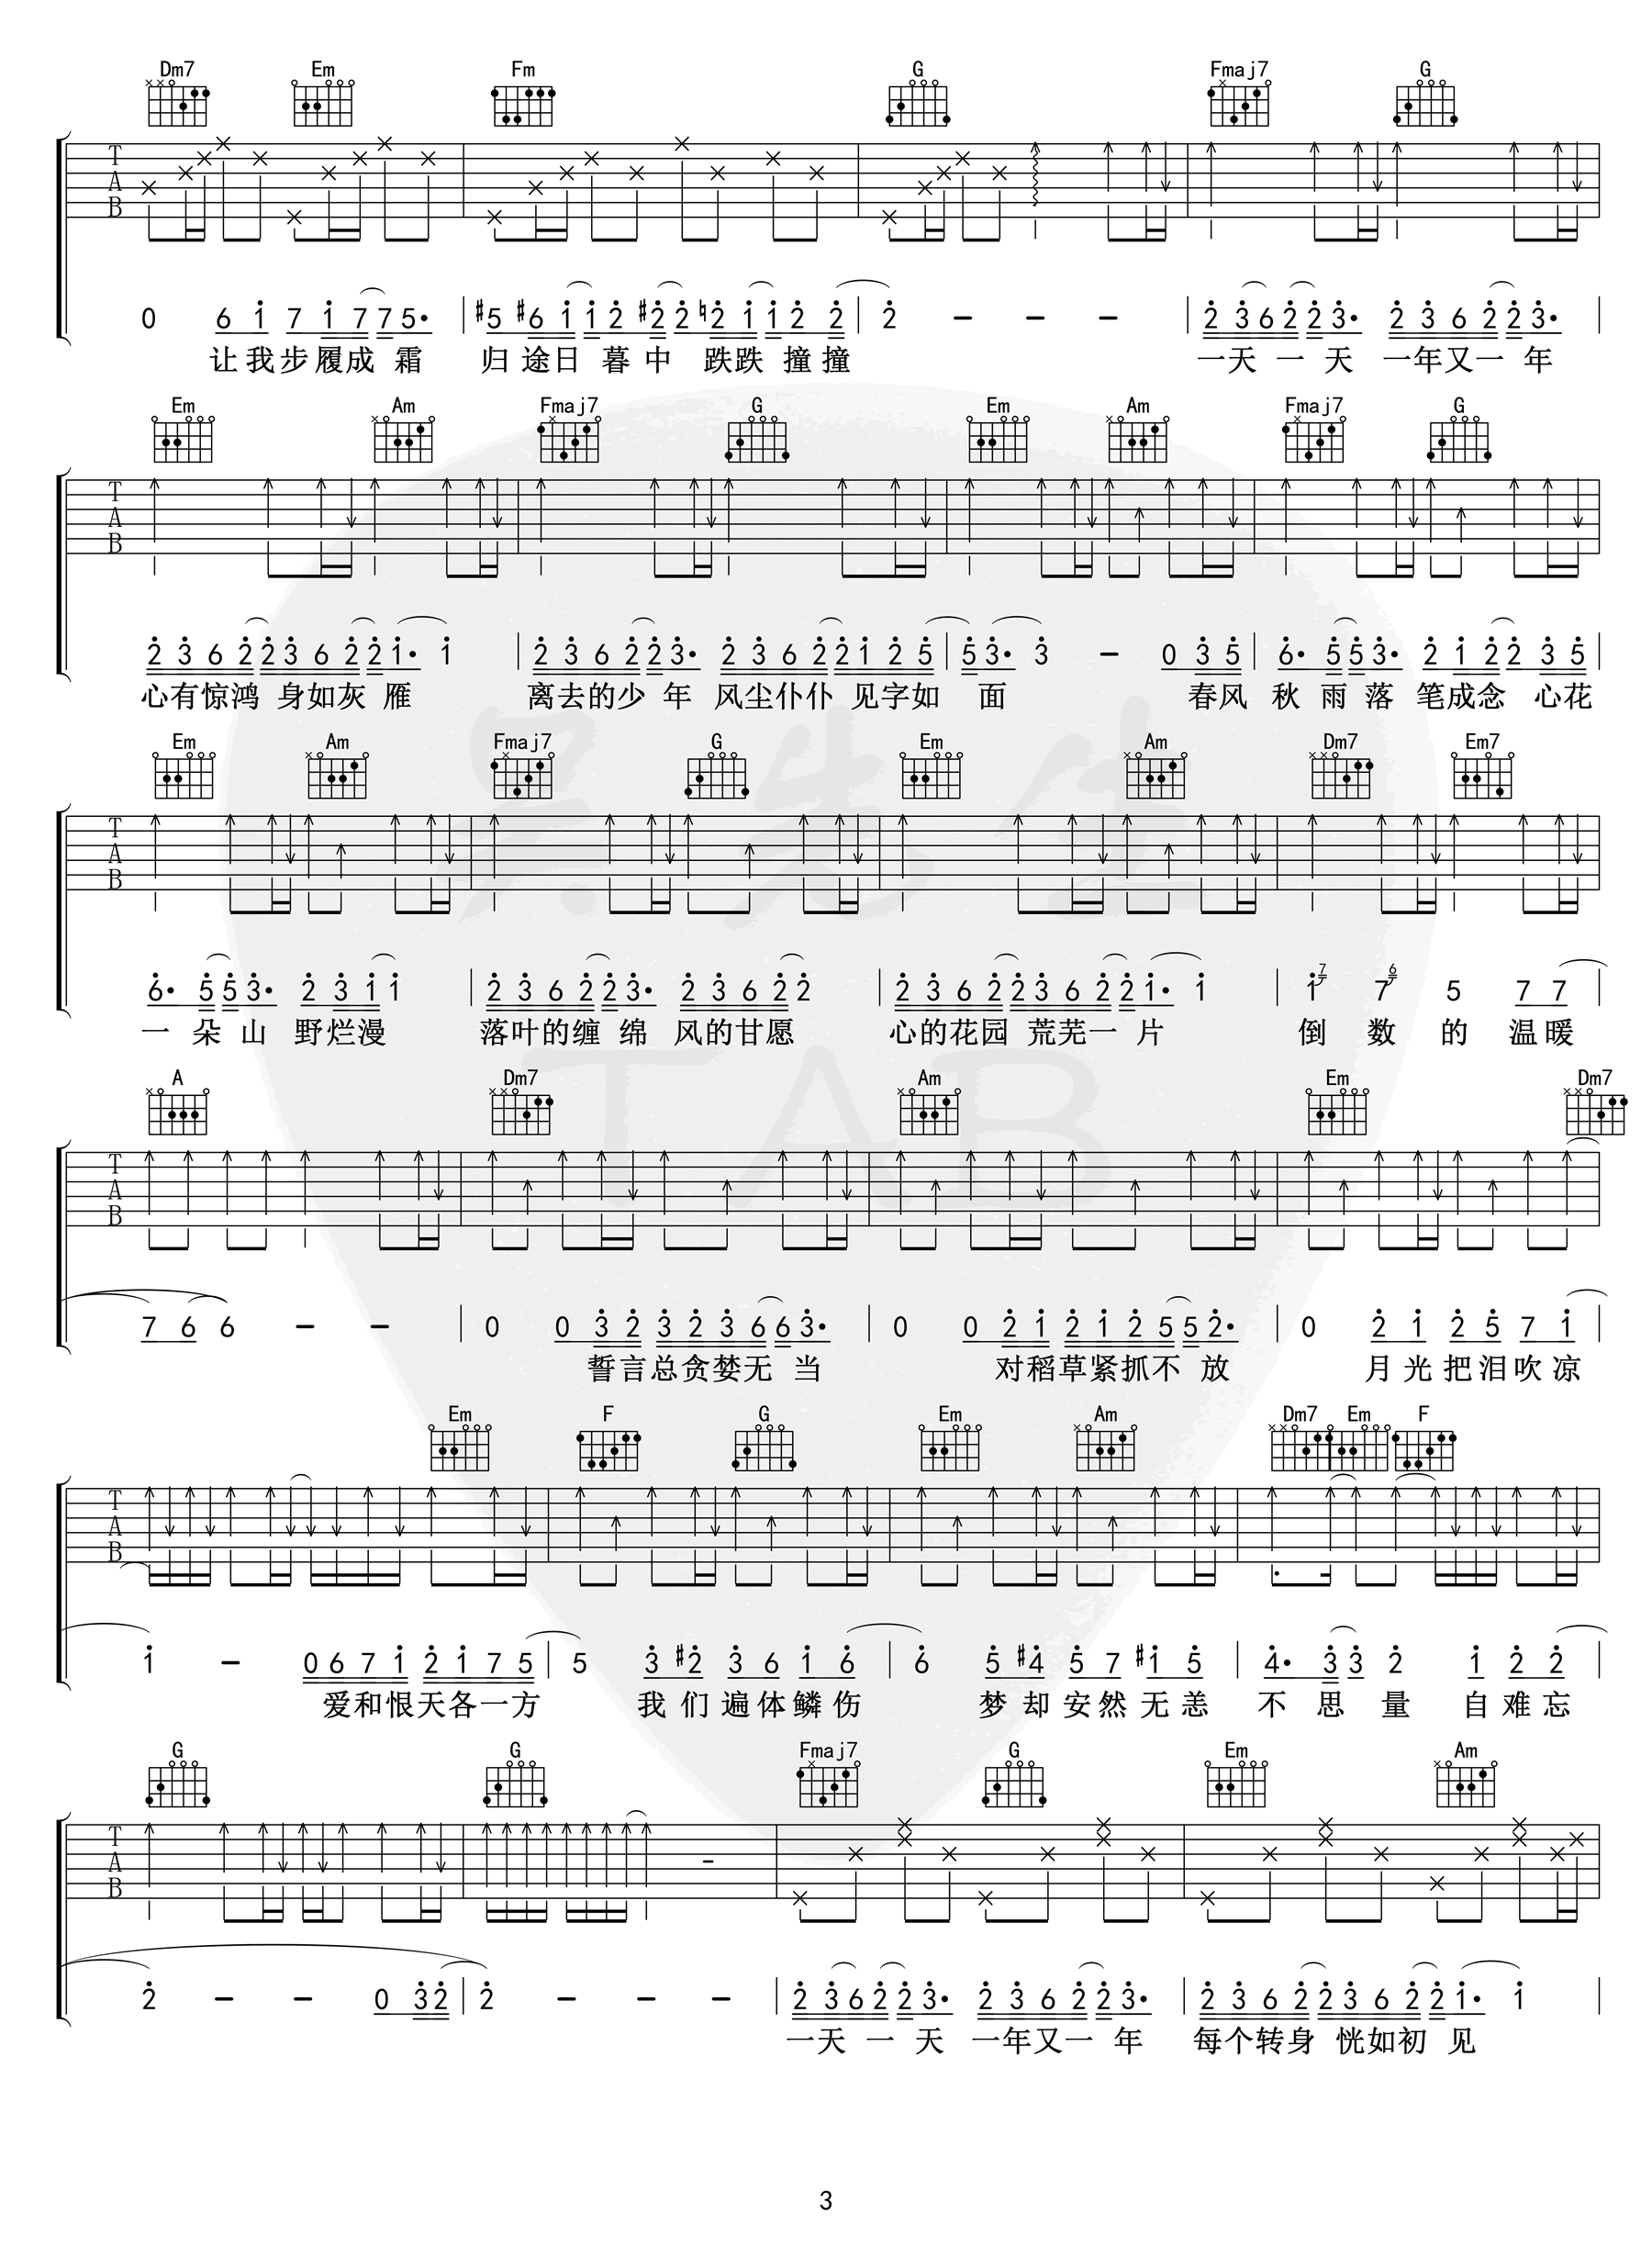 Dm7 Em Fm G Fmaj7 G
T A B
0 6 1 7 1 7 7 5• #5 #6 1 1 2 #2 2 ♮2 1 1 2 2 2 – – – 2 3 6 2 2 3• 2 3 6 2 2 3•
让我步履成 霜 归 途日 暮 中 跌跌 撞 撞 一天 一 天 一年又一 年
Em Am Fmaj7 G Em Am Fmaj7 G
T A B
2 3 6 2 2 3 6 2 2 1• 1 2 3 6 2 2 3• 2 3 6 2 2 1 2 5 5 3• 3 – 0 3 5 6• 5 5 3• 2 1 2 2 3 5
心有惊鸿 身如灰 雁 离去的少 年 风尘仆仆 见字如 面 春风 秋 雨 落 笔成念 心花
Em Am Fmaj7 G Em Am Dm7 Em7
T A B
6• 5 5 3• 2 3 1 1 2 3 6 2 2 3• 2 3 6 2 2 2 3 6 2 2 3 6 2 2 1• 1 1 7 7 6 5 7 7
一 朵 山 野烂漫 落叶的缠 绵 风的甘愿 心的花园 荒芜一 片 倒 数 的 温暖
吴先生
A Dm7 Am Em Dm7
TAB
T A B
7 6 6 – – 0 0 3 2 3 2 3 6 6 3• 0 0 2 1 2 1 2 5 5 2• 0 2 1 2 5 7 1
誓言总贪婪无 当 对稻草紧抓不 放 月光把泪吹凉
Em F G Em Am Dm7 Em F
T A B
1 – 0 6 7 1 2 1 7 5 5 3 #2 3 6 1 6 6 5 #4 5 7 #1 5 4• 3 3 2 1 2 2
爱和恨天各一方 我 们 遍体 鳞 伤 梦 却 安然 无 恙 不 思 量 自难忘
G G Fmaj7 G Em Am
T A B
2 – – 0 3 2 2 – – – 2 3 6 2 2 3• 2 3 6 2 2 3• 2 3 6 2 2 3 6 2 2 1• 1
一天 一 天 一年又一 年 每个转身 恍如初 见
3